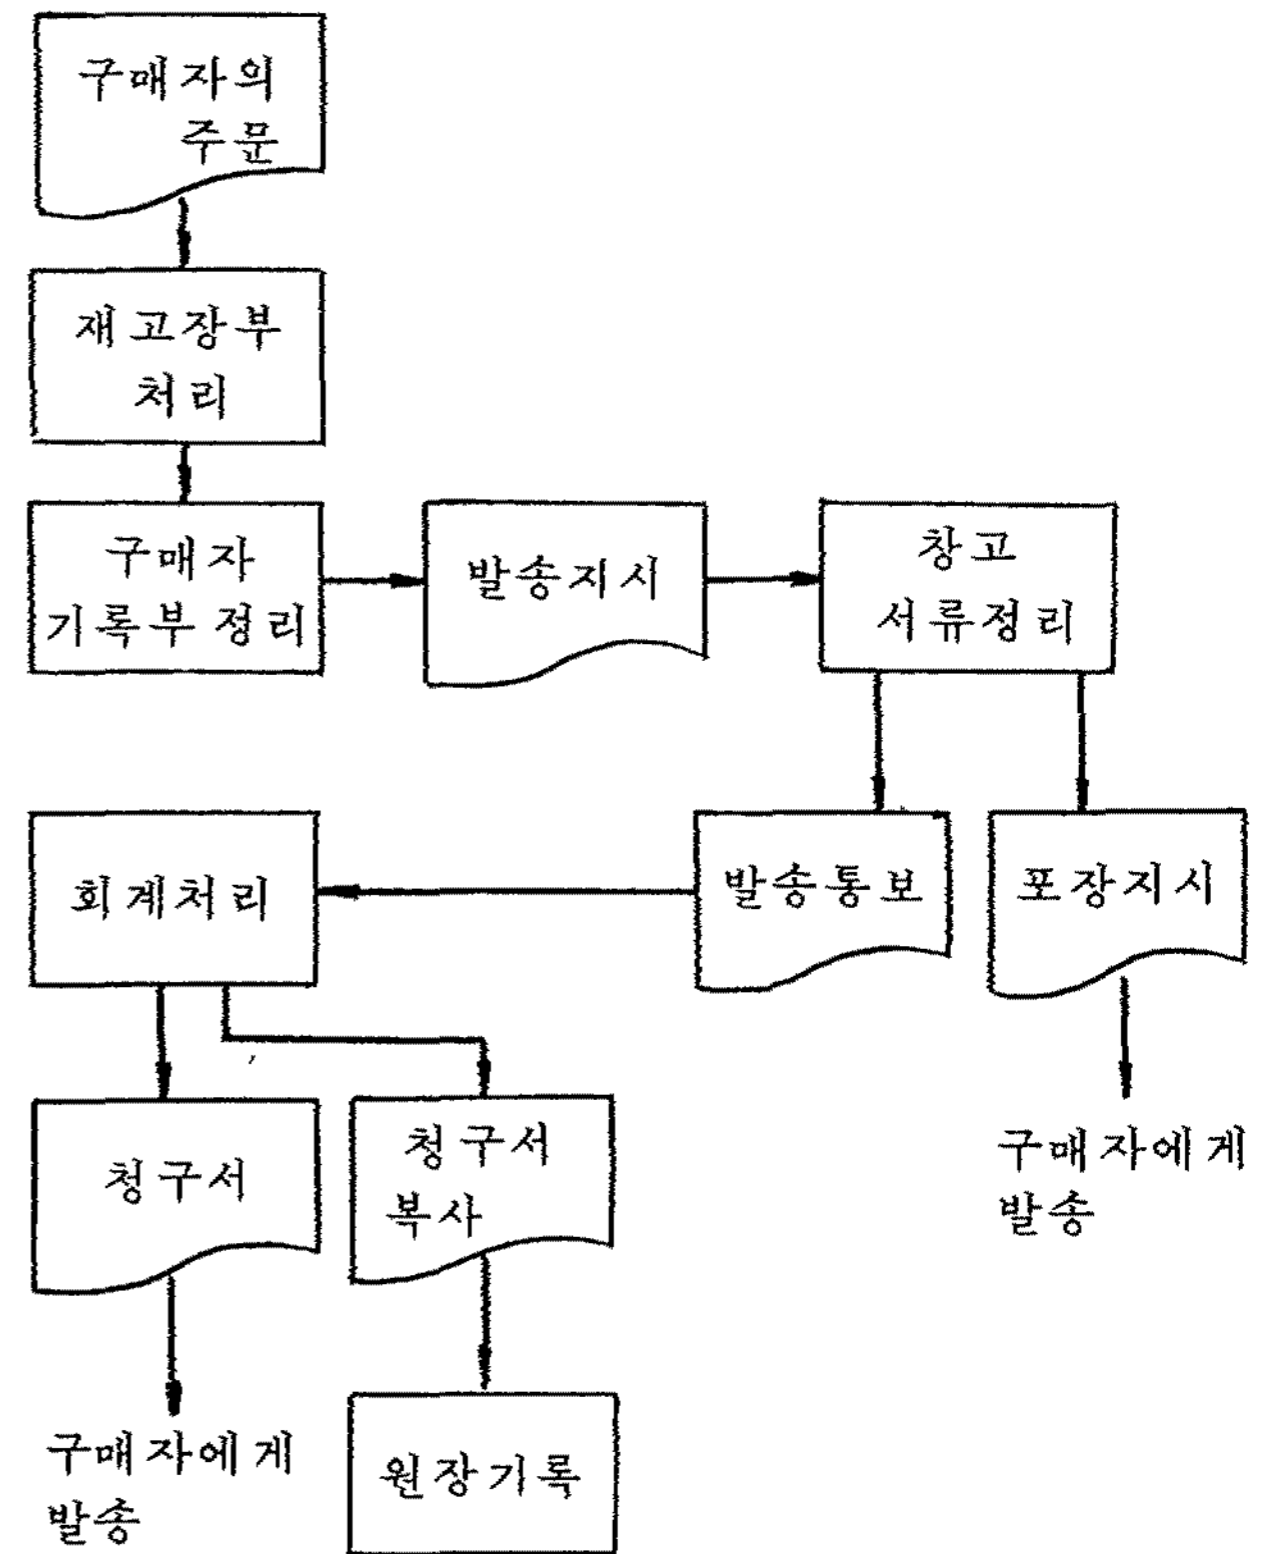 구매자의
주문
재고장부
처리
구매자
기록부 정리
발송지시
창고
서류정리
회계처리
발송통보
포장지시
청구서
청구서
복사
구매자에게
발송
구매자에게
발송
원장기록